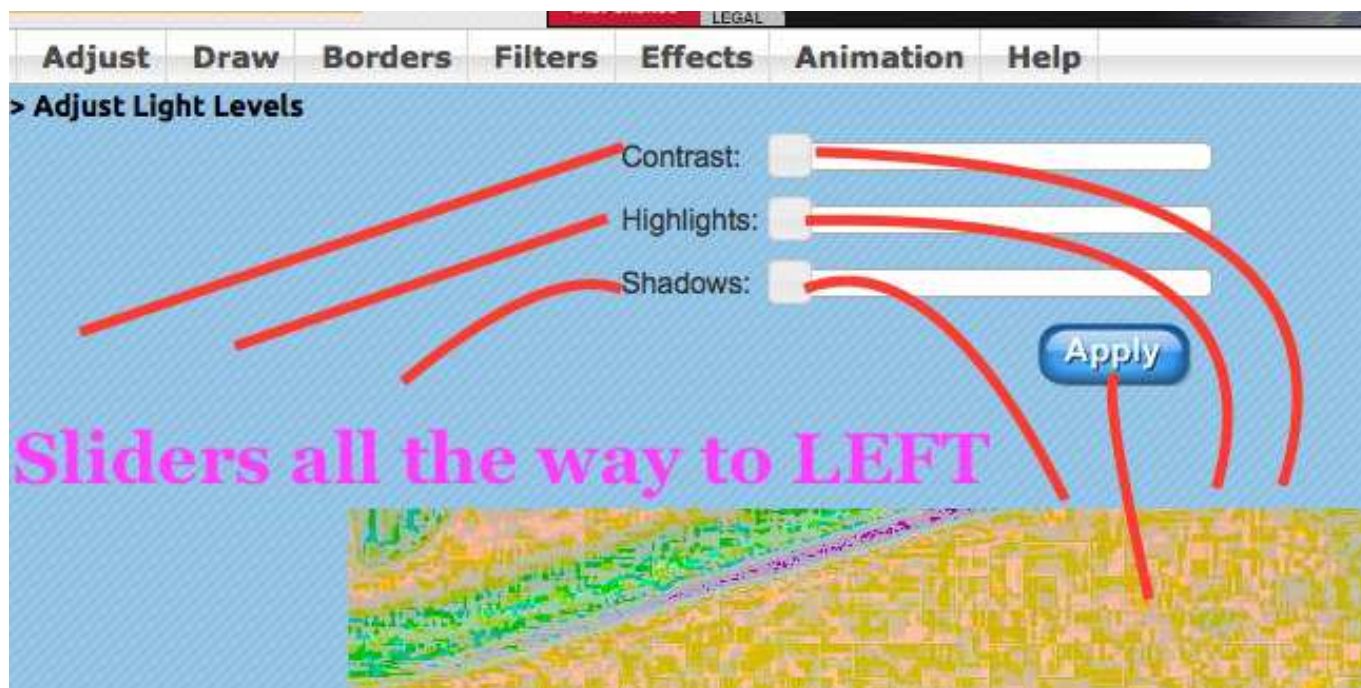 LEGAL
Adjust Draw Borders Filters Effects Animation Help
> Adjust Light Levels
Contrast:
Highlights:
Shadows:
Apply
Sliders all the way to LEFT